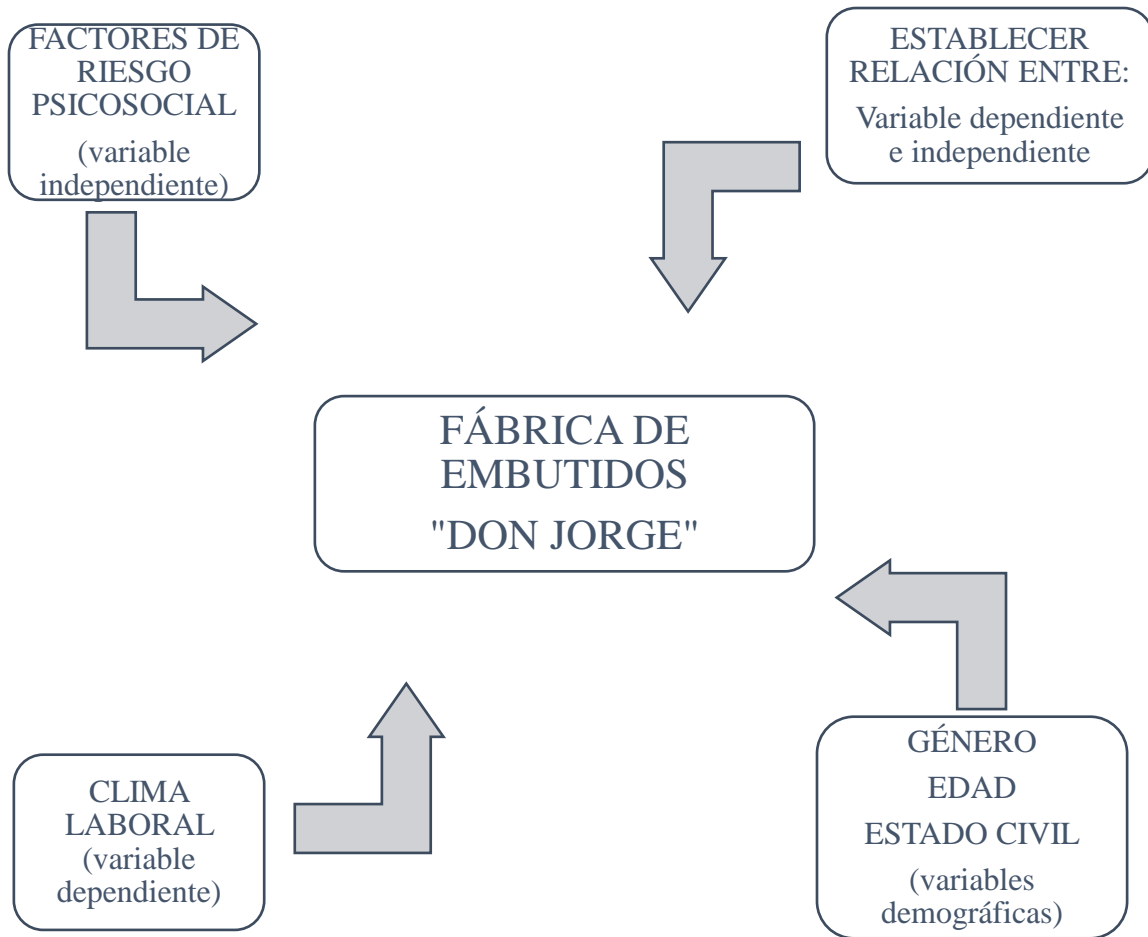 FACTORES DE
RIESGO
PSICOSOCIAL
(variable
independiente)
ESTABLECER
RELACIÓN ENTRE:
Variable dependiente
e independiente
FÁBRICA DE
EMBUTIDOS
"DON JORGE"
CLIMA
LABORAL
(variable
dependiente)
GÉNERO
EDAD
ESTADO CIVIL
(variables
demográficas)